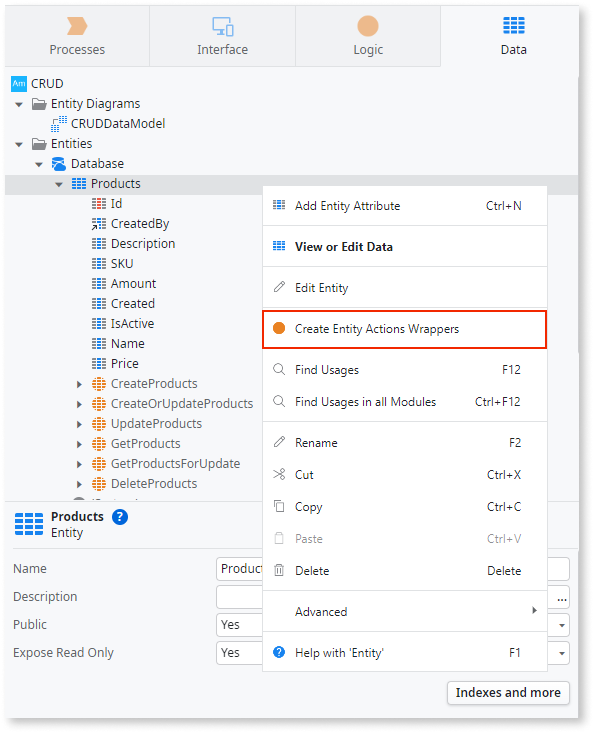 Processes
Interface
Logic
Data
Am CRUD
Entity Diagrams
CRUDDataModel
Entities
Database
Products
Id
CreatedBy
Description
SKU
Amount
Created
IsActive
Name
Price
CreateProducts
CreateOrUpdateProducts
UpdateProducts
GetProducts
GetProductsForUpdate
DeleteProducts
Add Entity Attribute Ctrl+N
View or Edit Data
Edit Entity
Create Entity Actions Wrappers
Find Usages F12
Find Usages in all Modules Ctrl+F12
Rename F2
Cut Ctrl+X
Copy Ctrl+C
Paste Ctrl+V
Delete Delete
Advanced
? Help with 'Entity' F1
Products ?
Entity
Name Product
Description ...
Public Yes
Expose Read Only Yes
Indexes and more